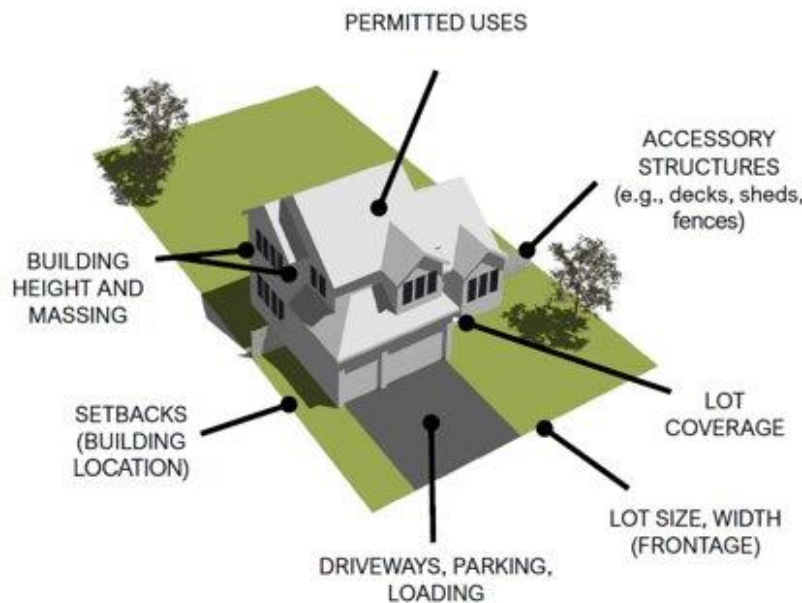 PERMITTED USES
ACCESSORY
STRUCTURES
(e.g., decks, sheds,
fences)
BUILDING
HEIGHT AND
MASSING
SETBACKS
(BUILDING
LOCATION)
LOT
COVERAGE
LOT SIZE, WIDTH
(FRONTAGE)
DRIVEWAYS, PARKING,
LOADING